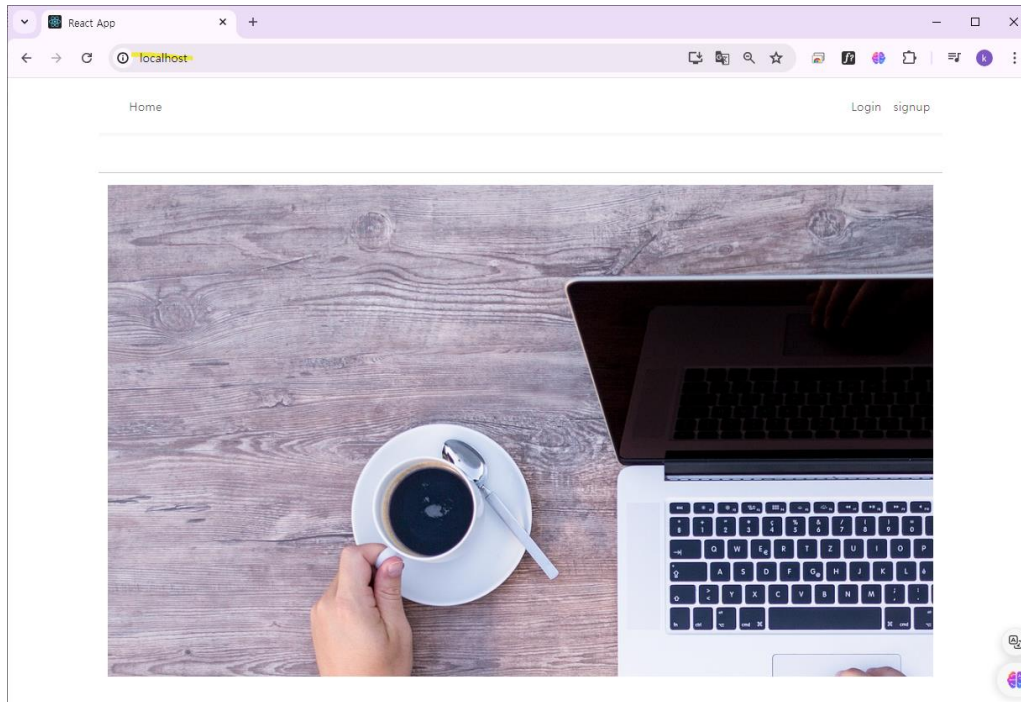 React App
localhost
Home
Login signup
k
Q W E R T Z U I O P
A S D F G H J K L
Y X C V B N M